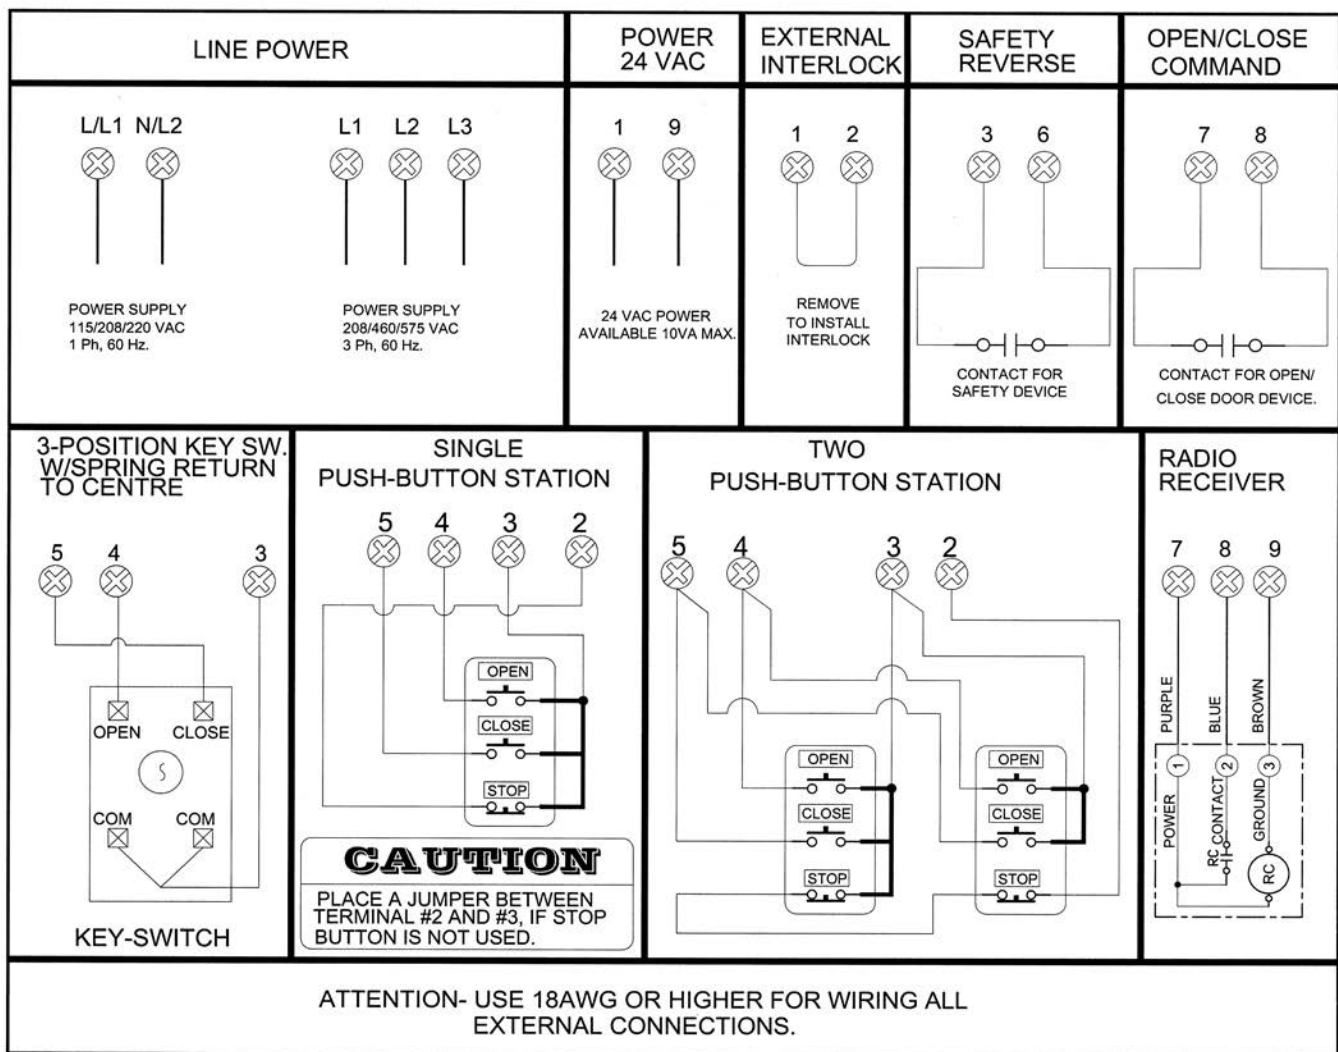 LINE POWER
POWER
24 VAC
EXTERNAL
INTERLOCK
SAFETY
REVERSE
OPEN/CLOSE
COMMAND
L/L1 N/L2
L1 L2 L3
POWER SUPPLY
115/208/220 VAC
1 Ph, 60 Hz.
POWER SUPPLY
208/460/575 VAC
3 Ph, 60 Hz.
1 9
24 VAC POWER
AVAILABLE 10VA MAX.
1 2
REMOVE
TO INSTALL
INTERLOCK
3 6
CONTACT FOR
SAFETY DEVICE
7 8
CONTACT FOR OPEN/
CLOSE DOOR DEVICE.
3-POSITION KEY SW.
W/SPRING RETURN
TO CENTRE
5 4 3
OPEN CLOSE
S
COM COM
KEY-SWITCH
SINGLE
PUSH-BUTTON STATION
5 4 3 2
OPEN
CLOSE
STOP
CAUTION
PLACE A JUMPER BETWEEN
TERMINAL #2 AND #3, IF STOP
BUTTON IS NOT USED.
TWO
PUSH-BUTTON STATION
5 4 3 2
OPEN
CLOSE
STOP
OPEN
CLOSE
STOP
RADIO
RECEIVER
7 8 9
PURPLE
BLUE
BROWN
1 2 3
POWER
RC CONTACT
GROUND
RC
ATTENTION- USE 18AWG OR HIGHER FOR WIRING ALL
EXTERNAL CONNECTIONS.